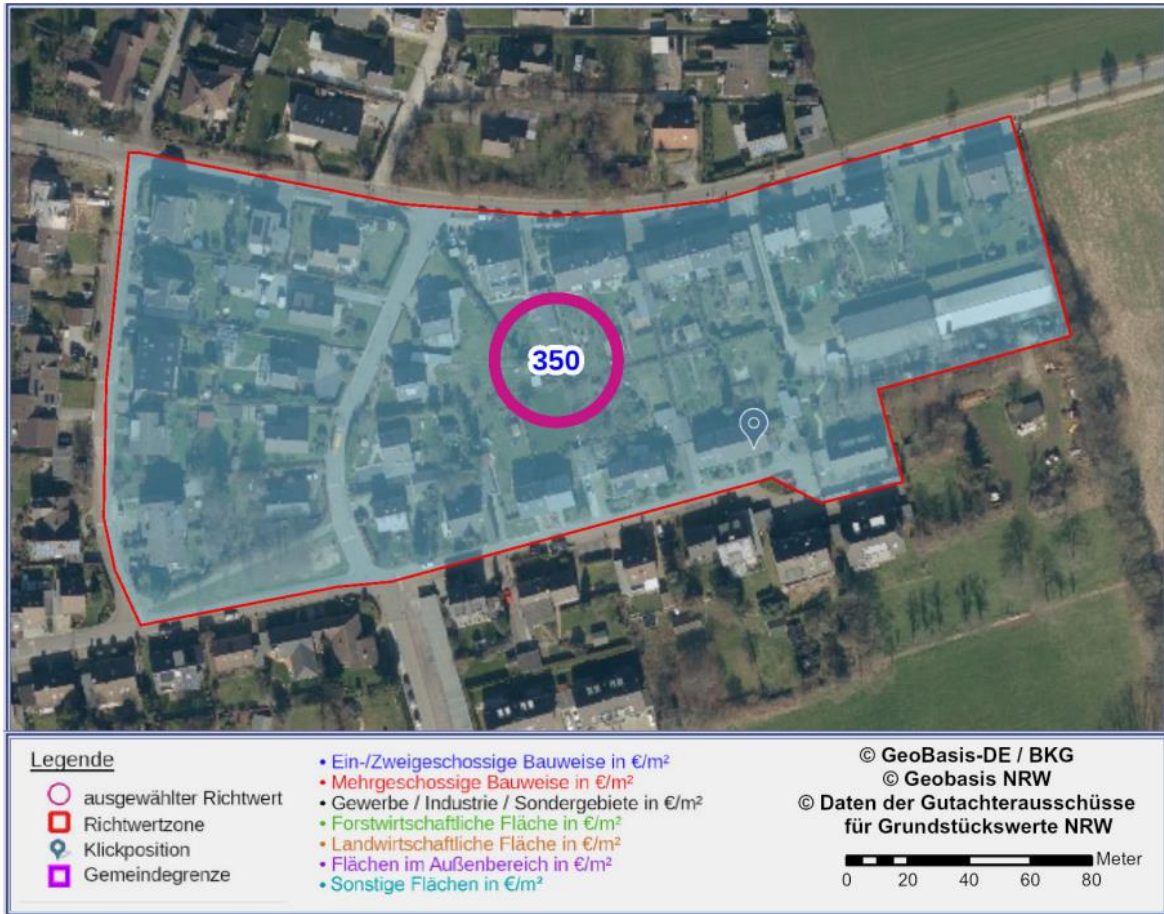 350
Legende
ausgewählter Richtwert
Richtwertzone
Klickposition
Gemeindegrenze
• Ein-/Zweigeschossige Bauweise in €/m²
• Mehrgeschossige Bauweise in €/m²
• Gewerbe / Industrie / Sondergebiete in €/m²
• Forstwirtschaftliche Fläche in €/m²
• Landwirtschaftliche Fläche in €/m²
• Flächen im Außenbereich in €/m²
• Sonstige Flächen in €/m²
© GeoBasis-DE / BKG
© Geobasis NRW
© Daten der Gutachterausschüsse
für Grundstückswerte NRW
Meter
0 20 40 60 80